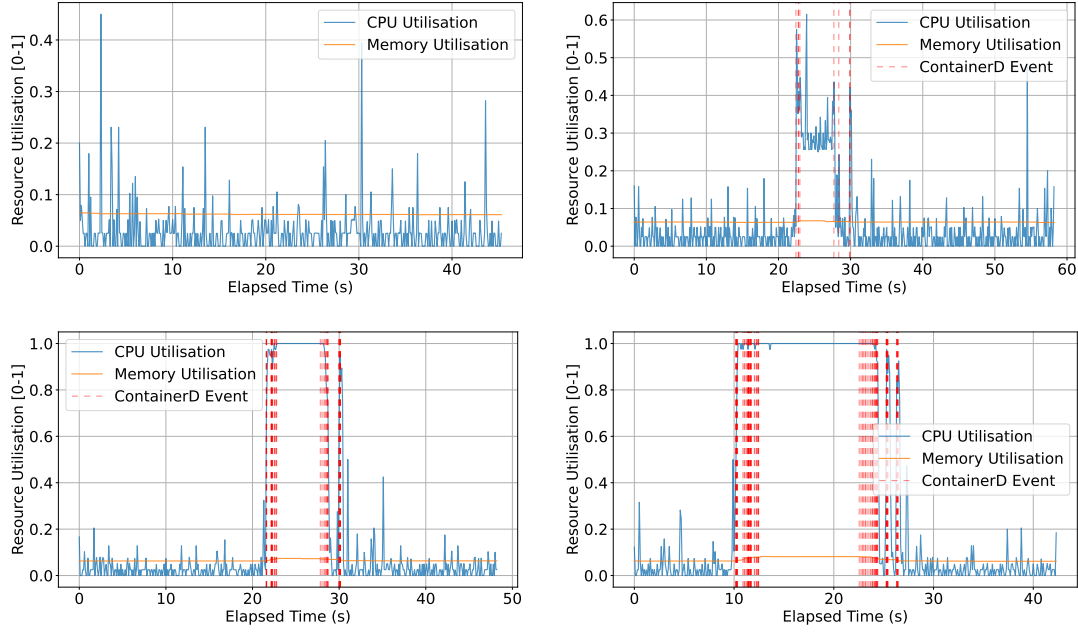 CPU Utilisation
Memory Utilisation
Resource Utilisation [0-1]
0.4
0.3
0.2
0.1
0.0
0
10
20
30
40
Elapsed Time (s)
CPU Utilisation
Memory Utilisation
ContainerD Event
Resource Utilisation [0-1]
0.6
0.5
0.4
0.3
0.2
0.1
0.0
0
10
20
30
40
50
60
Elapsed Time (s)
CPU Utilisation
Memory Utilisation
ContainerD Event
Resource Utilisation [0-1]
1.0
0.8
0.6
0.4
0.2
0.0
0
10
20
30
40
50
Elapsed Time (s)
CPU Utilisation
Memory Utilisation
ContainerD Event
Resource Utilisation [0-1]
1.0
0.8
0.6
0.4
0.2
0.0
0
10
20
30
40
Elapsed Time (s)